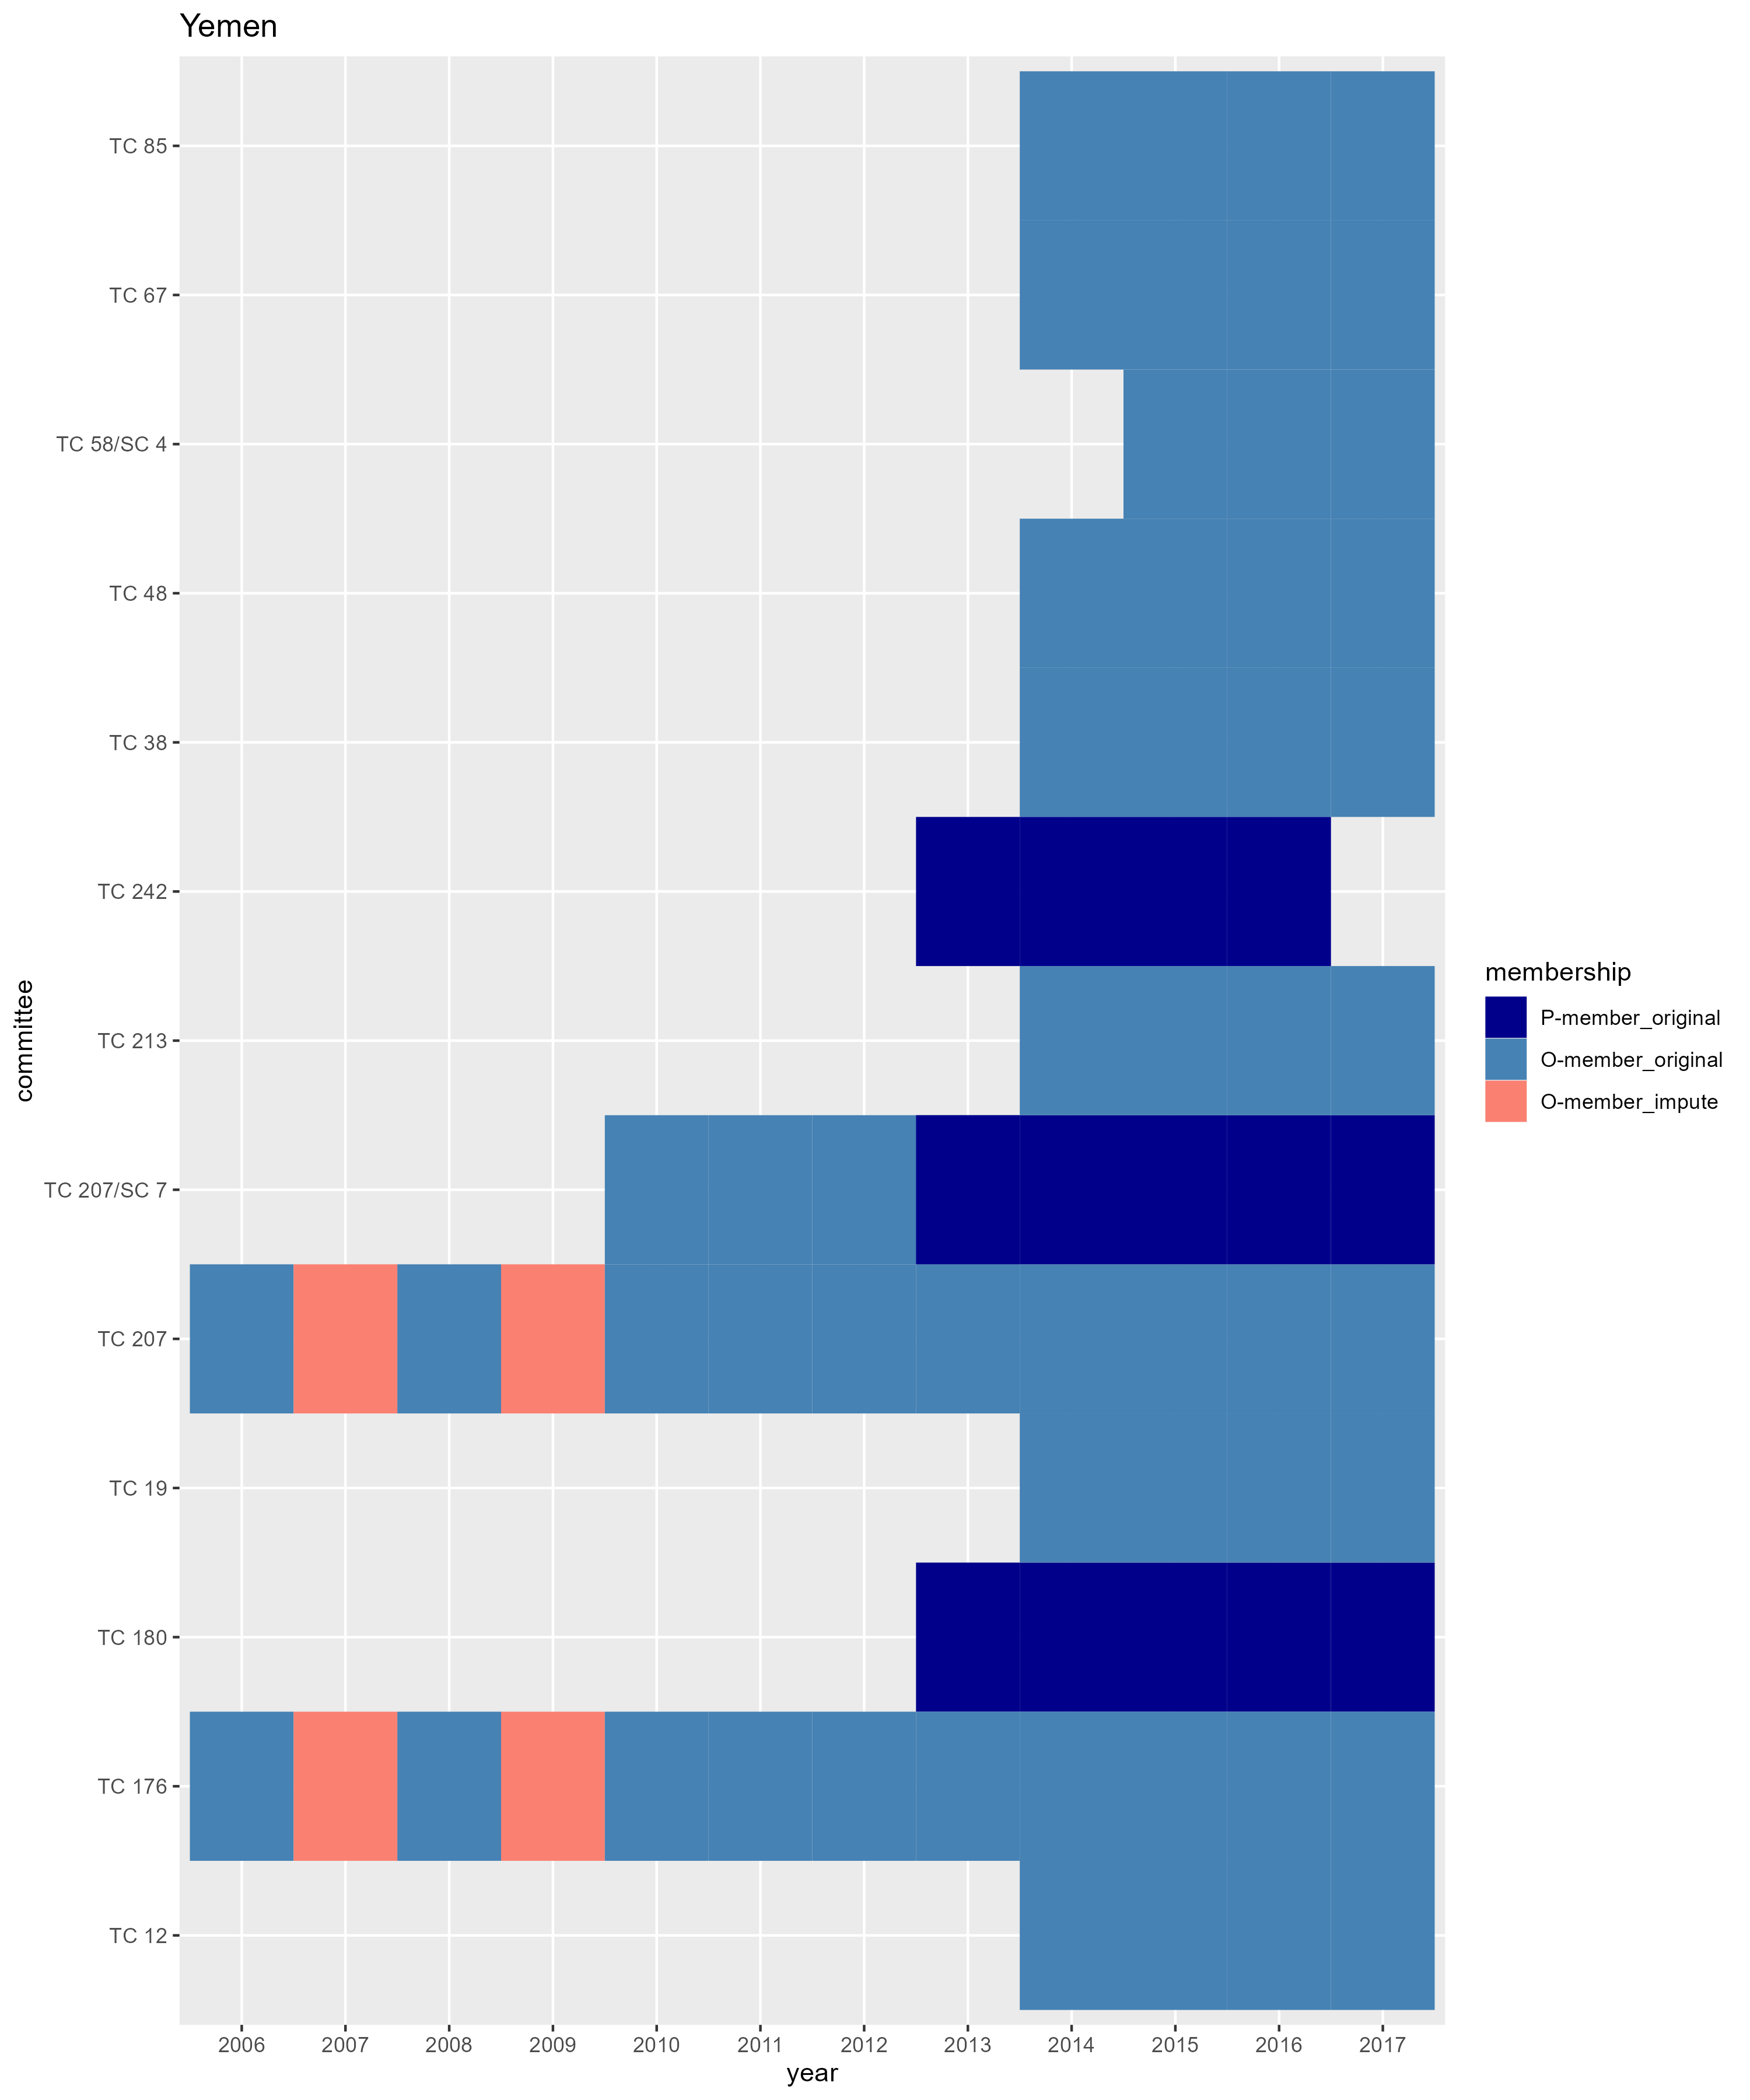 Yemen
committee
TC 85
TC 67
TC 58/SC 4
TC 48
TC 38
TC 242
TC 213
TC 207/SC 7
TC 207
TC 19
TC 180
TC 176
TC 12
2006 2007 2008 2009 2010 2011 2012 2013 2014 2015 2016 2017
year
membership
P-member_original
O-member_original
O-member_impute